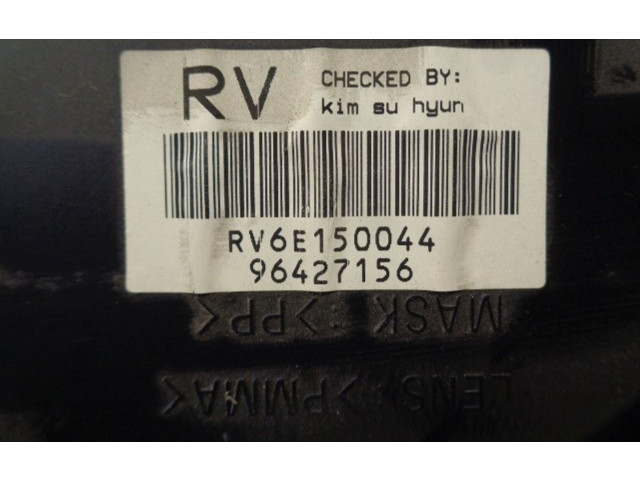 RV
CHECKED BY:
kim su hyun
RV6E150044
96427156
MASK : >PP<
LENS >PMMA<